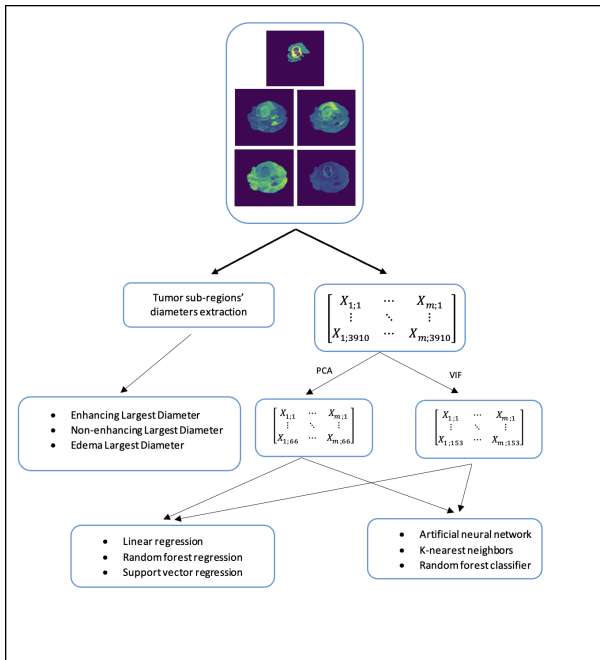 Tumor sub-regions'
diameters extraction
X1;1 ⋯ Xm;1
⋮ ⋱ ⋮
X1;3910 ⋯ Xm;3910
PCA
VIF
• Enhancing Largest Diameter
• Non-enhancing Largest Diameter
• Edema Largest Diameter
X1;1 ⋯ Xm;1
⋮ ⋱ ⋮
X1;66 ⋯ Xm;66
X1;1 ⋯ Xm;1
⋮ ⋱ ⋮
X1;153 ⋯ Xm;153
• Linear regression
• Random forest regression
• Support vector regression
• Artificial neural network
• K-nearest neighbors
• Random forest classifier